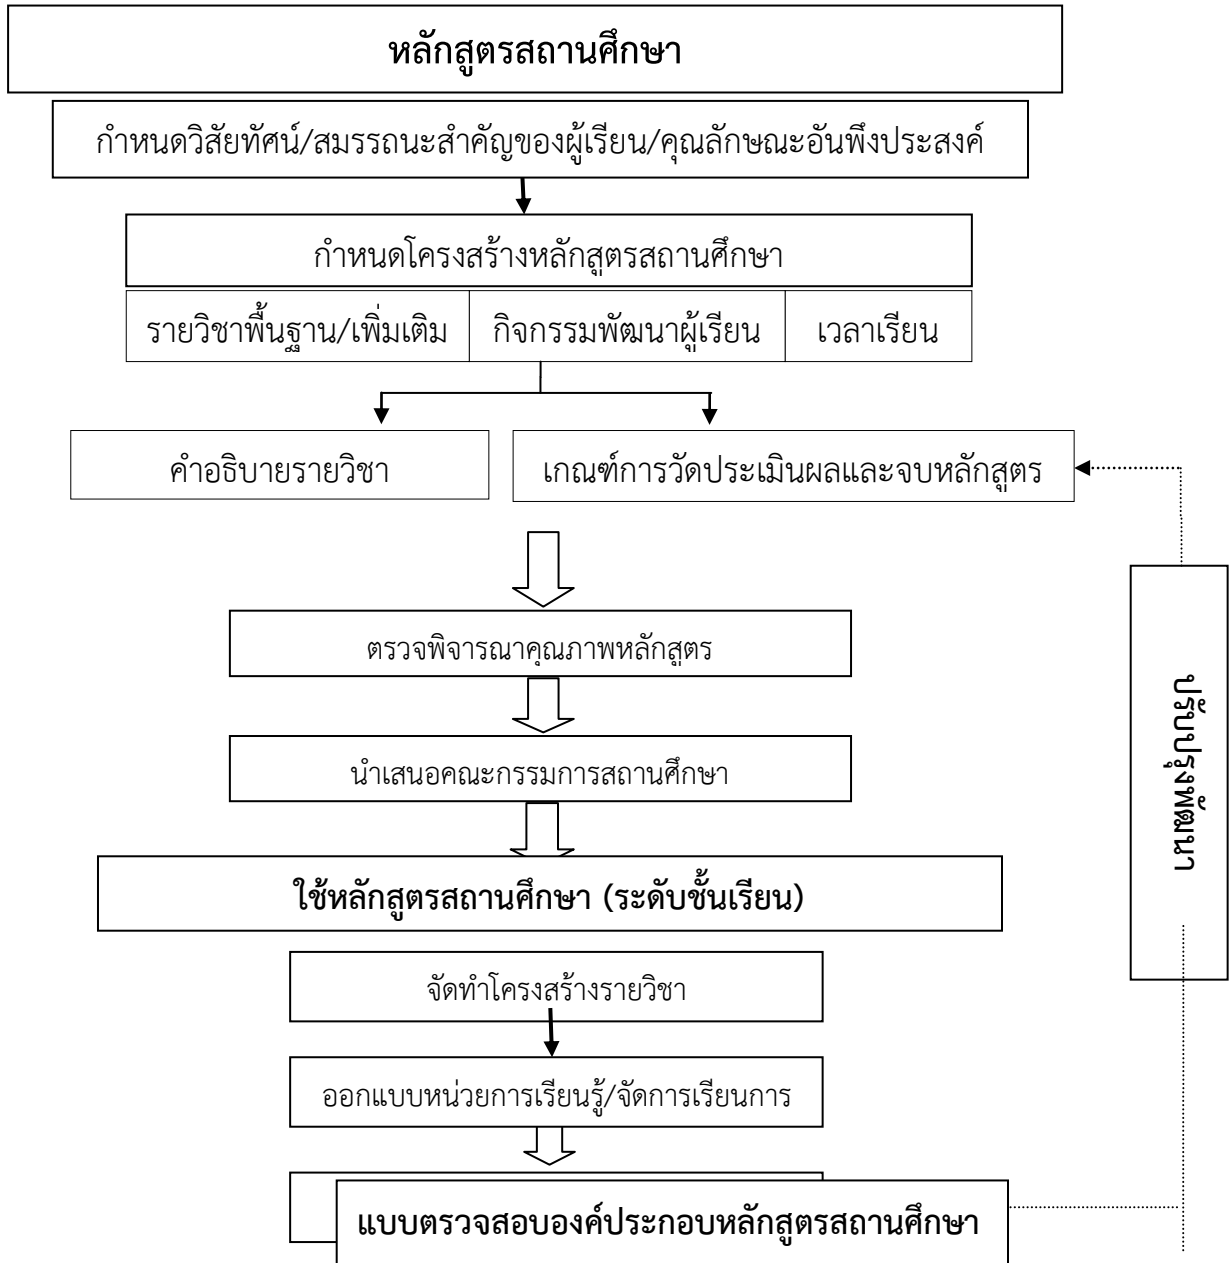 หลักสูตรสถานศึกษา
กำหนดวิสัยทัศน์/สมรรถนะสำคัญของผู้เรียน/คุณลักษณะอันพึงประสงค์
กำหนดโครงสร้างหลักสูตรสถานศึกษา
รายวิชาพื้นฐาน/เพิ่มเติม
กิจกรรมพัฒนาผู้เรียน
เวลาเรียน
คำอธิบายรายวิชา
เกณฑ์การวัดประเมินผลและจบหลักสูตร
ตรวจพิจารณาคุณภาพหลักสูตร
นำเสนอคณะกรรมการสถานศึกษา
ปรับปรุงพัฒนา
ใช้หลักสูตรสถานศึกษา (ระดับชั้นเรียน)
จัดทำโครงสร้างรายวิชา
ออกแบบหน่วยการเรียนรู้/จัดการเรียนการ
แบบตรวจสอบองค์ประกอบหลักสูตรสถานศึกษา